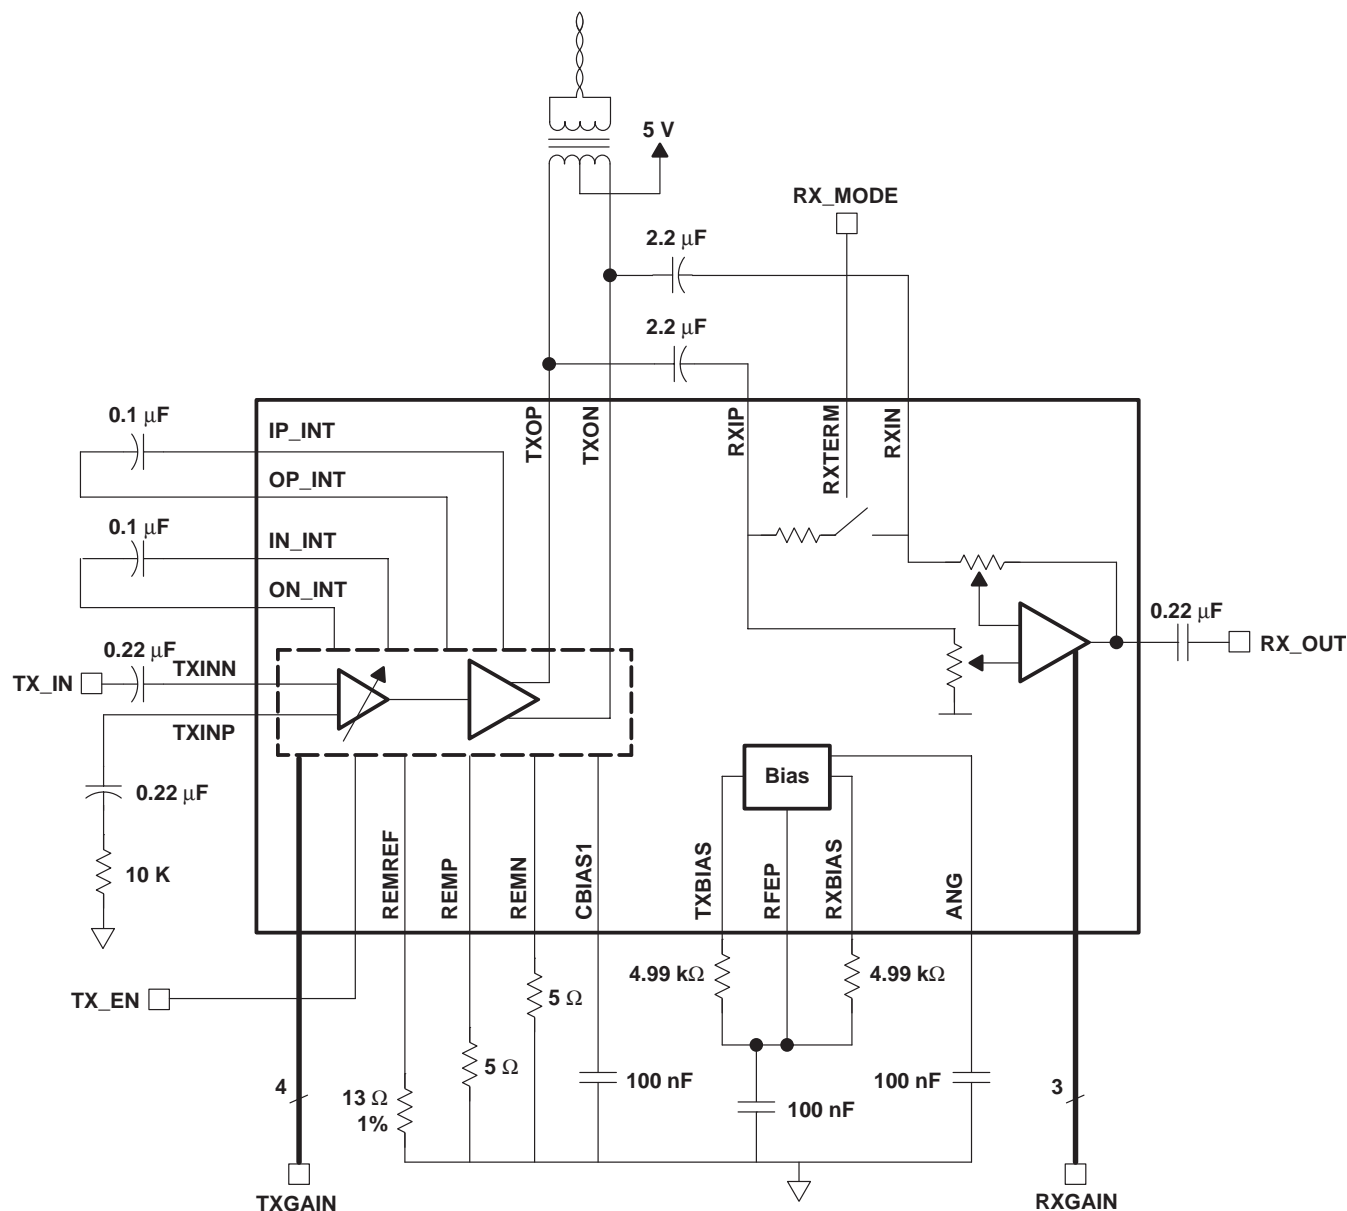 5 V
RX_MODE
2.2 μF
2.2 μF
0.1 μF
IP_INT
OP_INT
0.1 μF
IN_INT
ON_INT
TXOP
TXON
RXIP
RXTERM
RXIN
0.22 μF
TXINN
TX_IN
TXINP
0.22 μF
RX_OUT
0.22 μF
10 K
Bias
REMREF
REMP
REMN
CBIAS1
TXBIAS
RFEP
RXBIAS
ANG
TX_EN
5 Ω
4.99 kΩ
4.99 kΩ
5 Ω
13 Ω
1%
100 nF
100 nF
100 nF
4
3
TXGAIN
RXGAIN